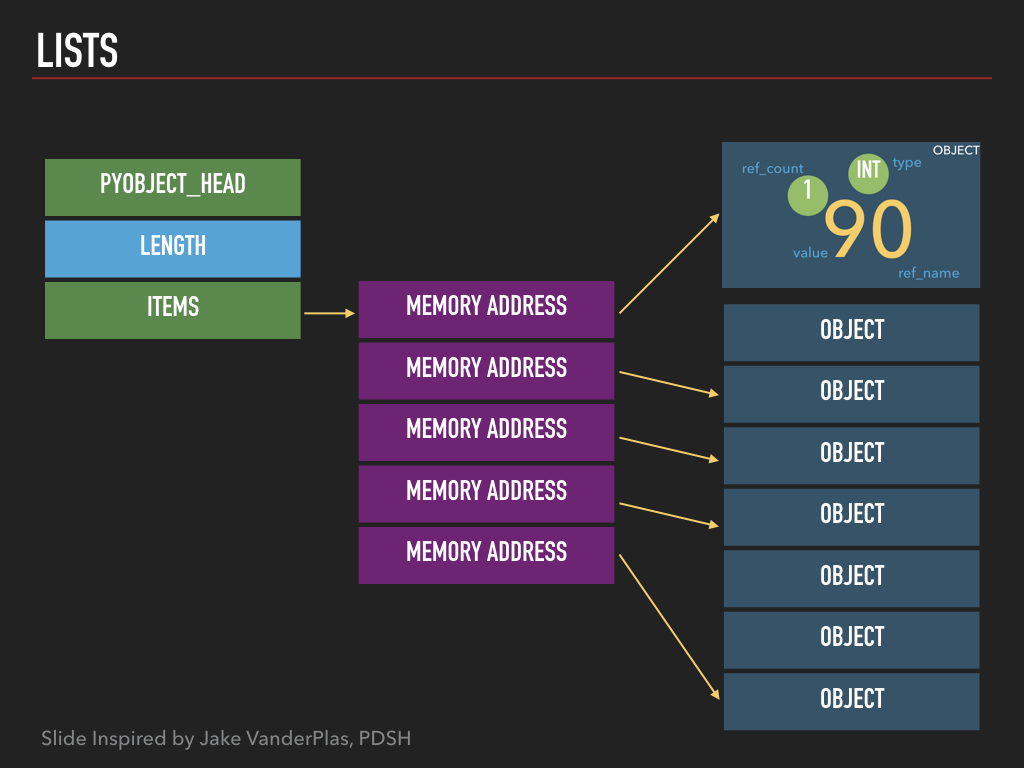 LISTS
PYOBJECT_HEAD
LENGTH
ITEMS
MEMORY ADDRESS
MEMORY ADDRESS
MEMORY ADDRESS
MEMORY ADDRESS
MEMORY ADDRESS
OBJECT
ref_count
INT
type
1
90
value
ref_name
OBJECT
OBJECT
OBJECT
OBJECT
OBJECT
OBJECT
OBJECT
Slide Inspired by Jake VanderPlas, PDSH